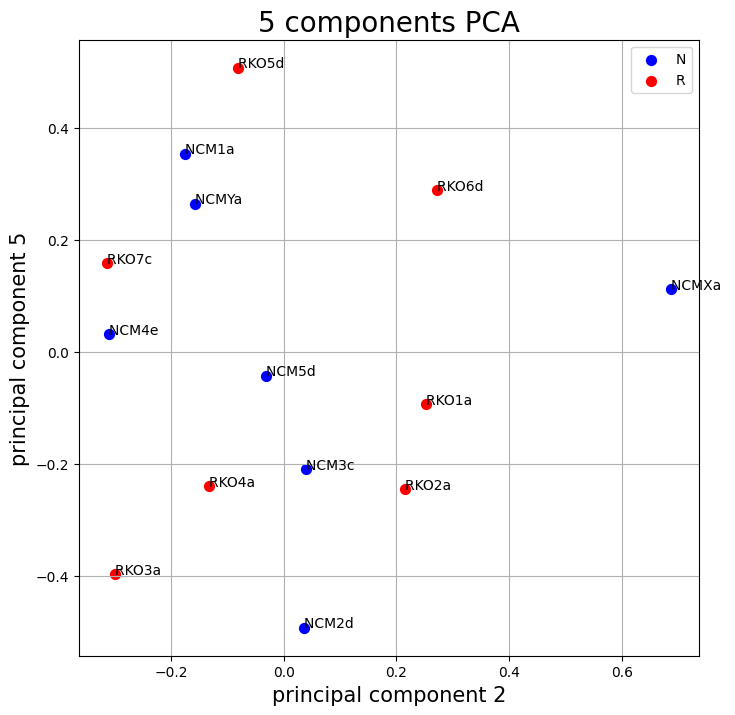 5 components PCA
N
R
RKO5d
NCM1a
RKO6d
NCMYa
RKO7c
NCMXa
NCM4e
NCM5d
RKO1a
NCM3c
RKO4a
RKO2a
RKO3a
NCM2d
0.4
0.2
0.0
−0.2
−0.4
principal component 5
−0.2
0.0
0.2
0.4
0.6
principal component 2